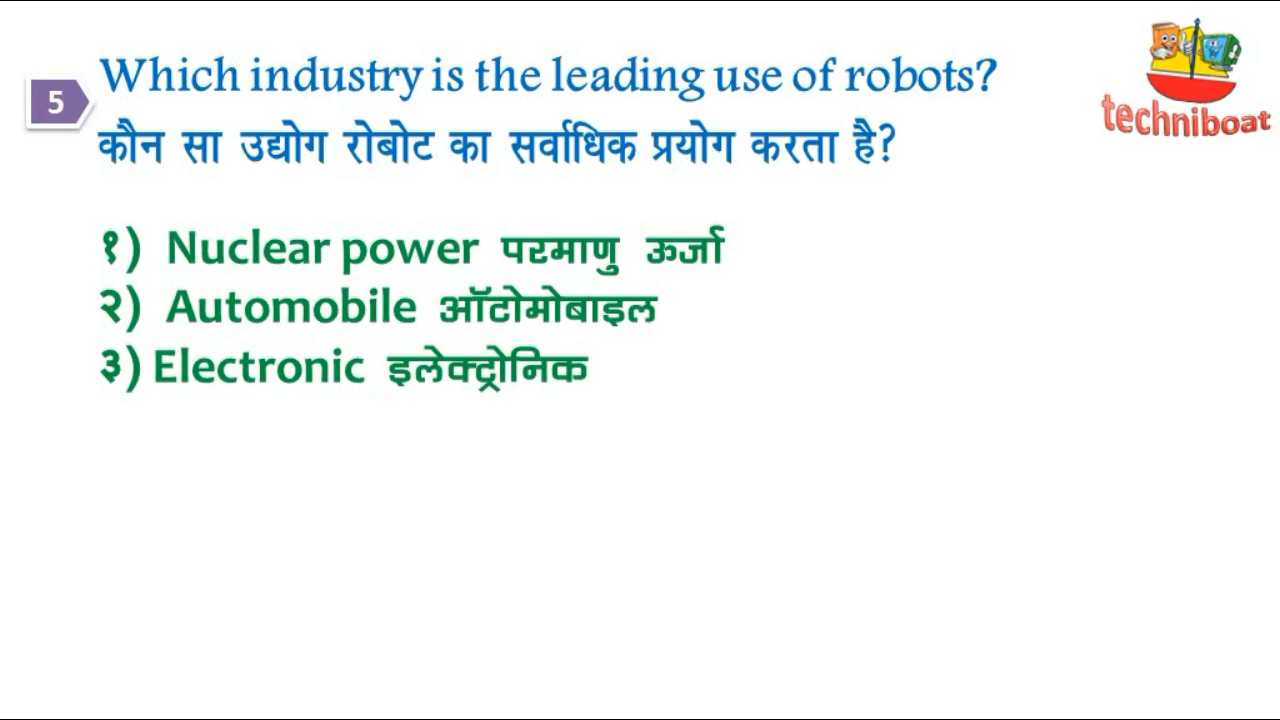 5
Which industry is the leading use of robots?
कौन सा उद्योग रोबोट का सर्वाधिक प्रयोग करता है?
१) Nuclear power परमाणु ऊर्जा
२) Automobile ऑटोमोबाइल
३) Electronic इलेक्ट्रोनिक
techniboat